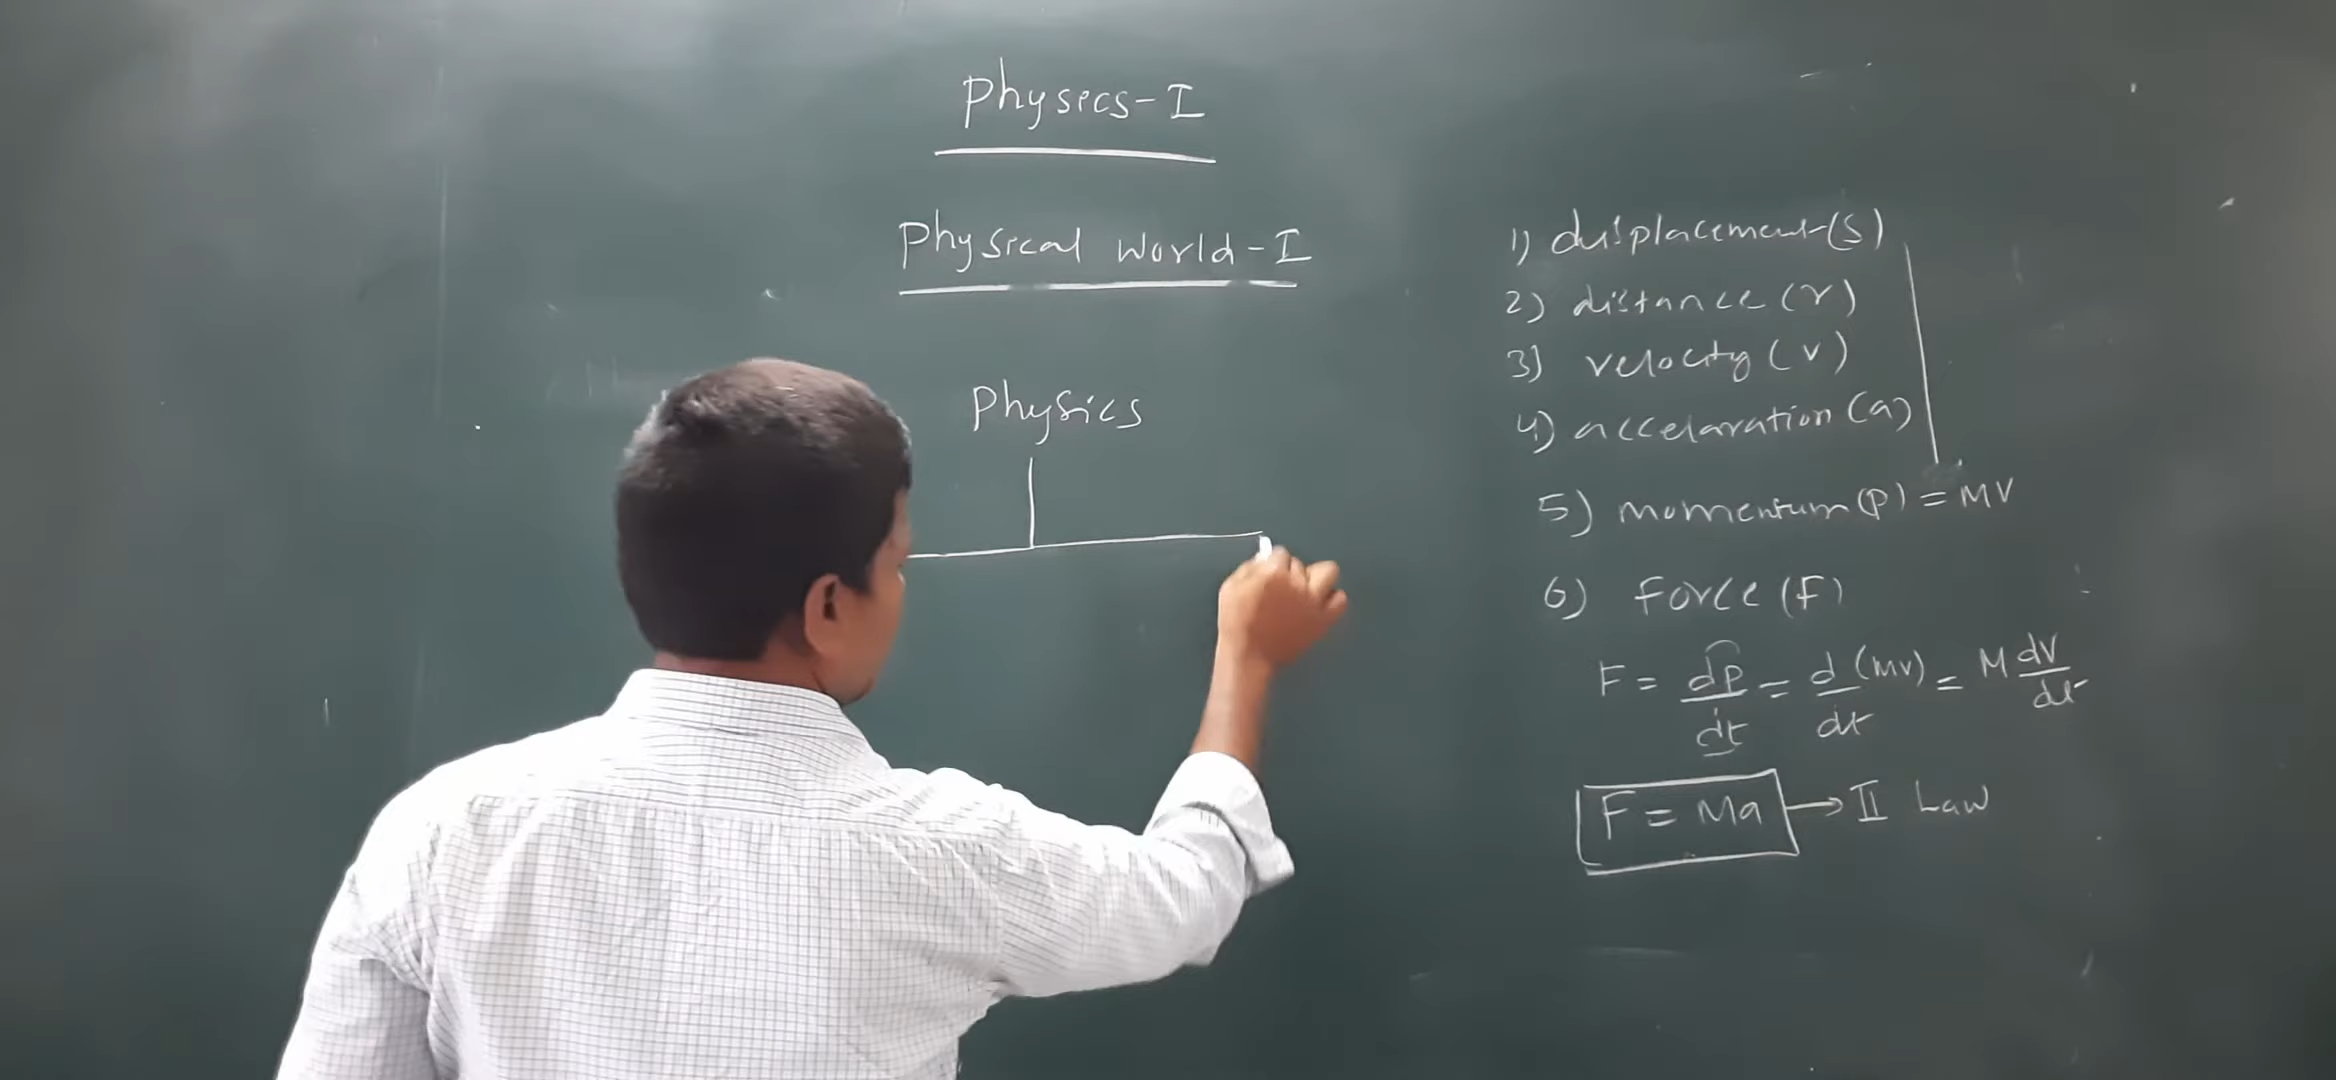 Physics-I
Physical World-I
Physics
1) displacement(s)
2) distance(r)
3) velocity(v)
4) accelaration(a)
5) momentum(p) = MV
6) Force(F)
F = dp/dt = d/dt (mv) = M dV/dt
F = Ma → II Law